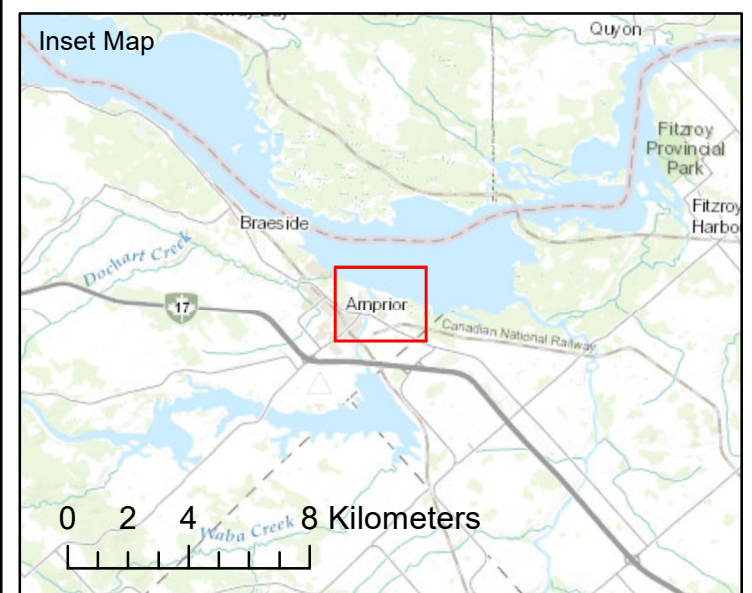 Inset Map
Quyon
Fitzroy
Provincial
Park
Fitzroy
Harbo
Braeside
Dochart Creek
17
Arnprior
Canadian National Railway
Waba Creek
0 2 4 8 Kilometers